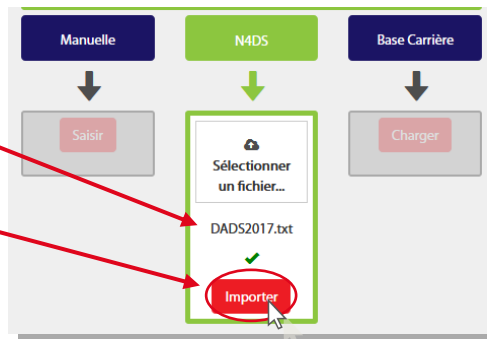 Manuelle
N4DS
Base Carrière
Saisir
Sélectionner
un fichier...
Charger
DADS2017.txt
Importer